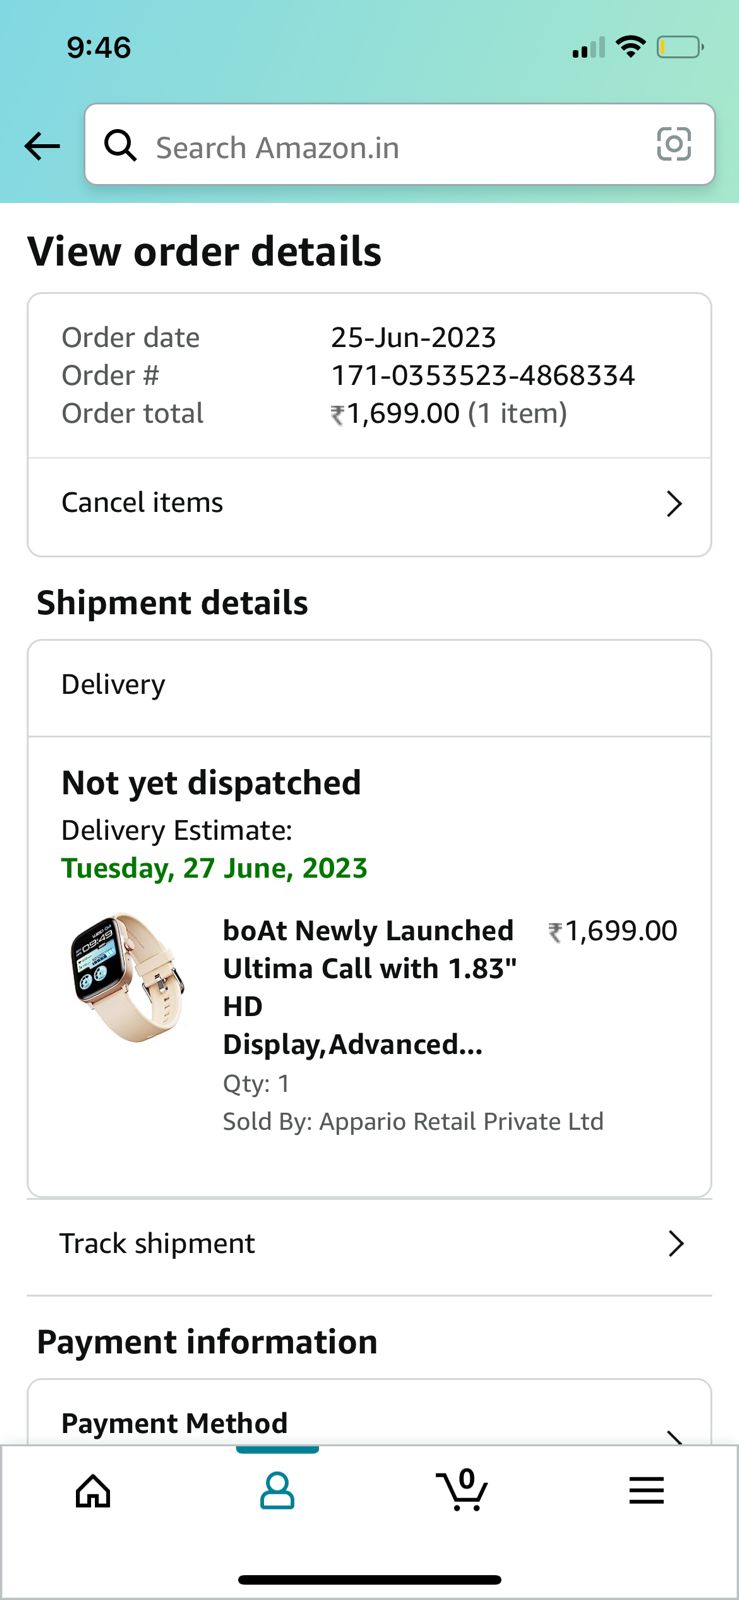 9:46
Search Amazon.in
View order details
Order date 25-Jun-2023
Order # 171-0353523-4868334
Order total ₹1,699.00 (1 item)
Cancel items
Shipment details
Delivery
Not yet dispatched
Delivery Estimate:
Tuesday, 27 June, 2023
09:49
boAt Newly Launched ₹1,699.00
Ultima Call with 1.83"
HD
Display,Advanced...
Qty: 1
Sold By: Appario Retail Private Ltd
Track shipment
Payment information
Payment Method
0